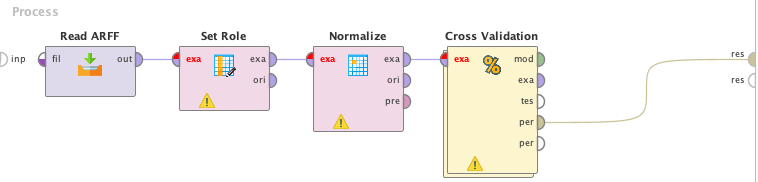 Process
Read ARFF Set Role Normalize Cross Validation
inp fil out exa exa exa exa exa mod res
ori ori exa res
pre tes
per
per